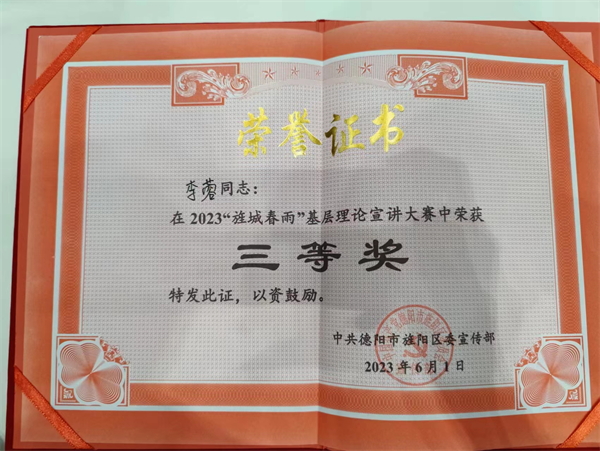 荣誉证书
李蓉同志：
在2023“旌城春雨”基层理论宣讲大赛中荣获
三等奖
特发此证，以资鼓励。
中共德阳市旌阳区委宣传部
2023年6月1日